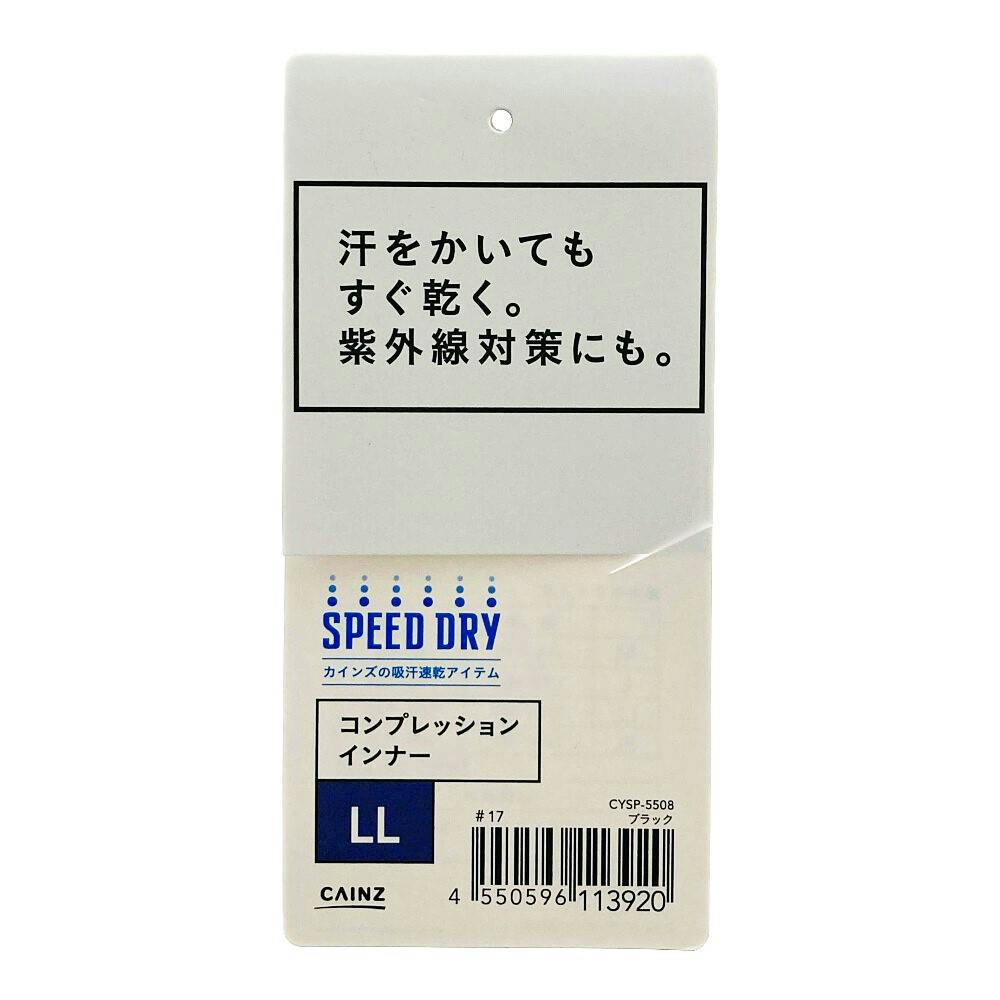 汗をかいても
すぐ乾く。
紫外線対策にも。
SPEED DRY
カインズの吸汗速乾アイテム
コンプレッション
インナー
LL
CAINZ
#17
CYSP-5508
ブラック
4 550596 113920